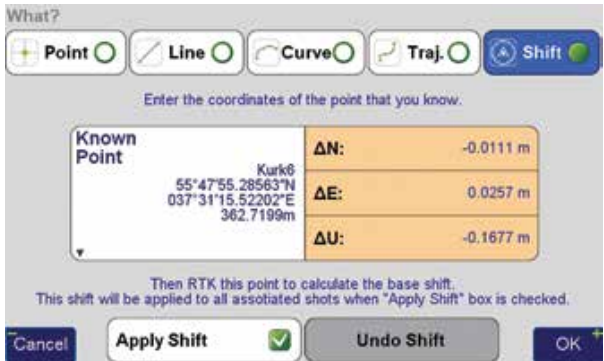 What?
Point
Line
Curve
Traj.
Shift
Enter the coordinates of the point that you know.
Known
Point
Kurk6
55°47'55.28563"N
037°31'15.52202"E
362.7199m
ΔN: -0.0111 m
ΔE: 0.0257 m
ΔU: -0.1677 m
Then RTK this point to calculate the base shift.
This shift will be applied to all assotiated shots when "Apply Shift" box is checked.
Cancel
Apply Shift
Undo Shift
OK